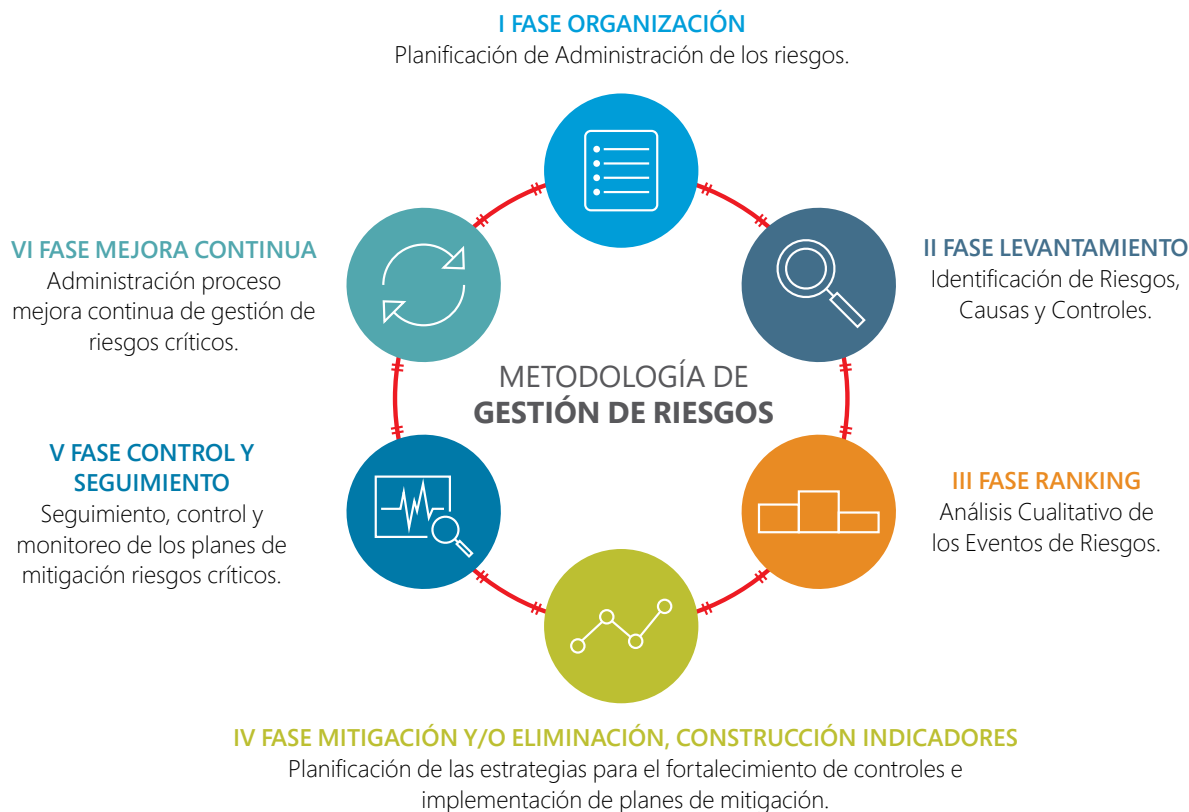 I FASE ORGANIZACIÓN
Planificación de Administración de los riesgos.
II FASE LEVANTAMIENTO
Identificación de Riesgos,
Causas y Controles.
III FASE RANKING
Análisis Cualitativo de
los Eventos de Riesgos.
IV FASE MITIGACIÓN Y/O ELIMINACIÓN, CONSTRUCCIÓN INDICADORES
Planificación de las estrategias para el fortalecimiento de controles e
implementación de planes de mitigación.
V FASE CONTROL Y
SEGUIMIENTO
Seguimiento, control y
monitoreo de los planes de
mitigación riesgos críticos.
VI FASE MEJORA CONTINUA
Administración proceso
mejora continua de gestión de
riesgos críticos.
METODOLOGÍA DE
GESTIÓN DE RIESGOS